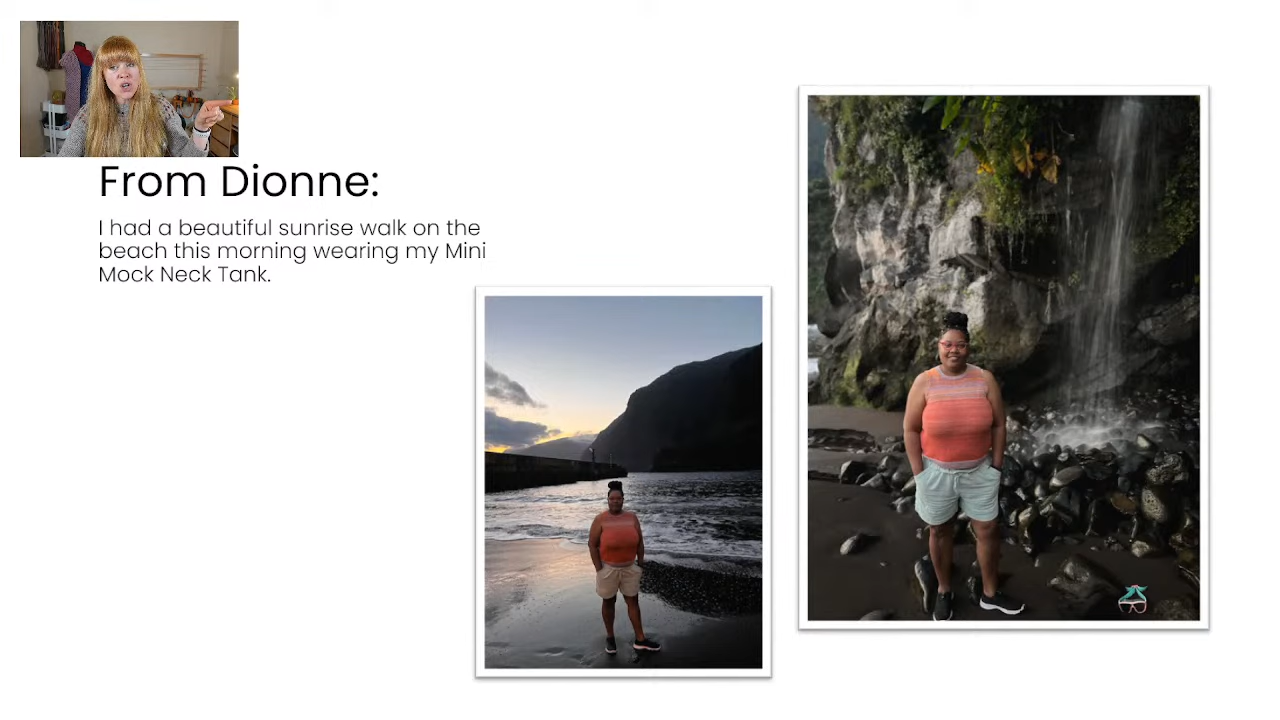 From Dionne:
I had a beautiful sunrise walk on the
beach this morning wearing my Mini
Mock Neck Tank.